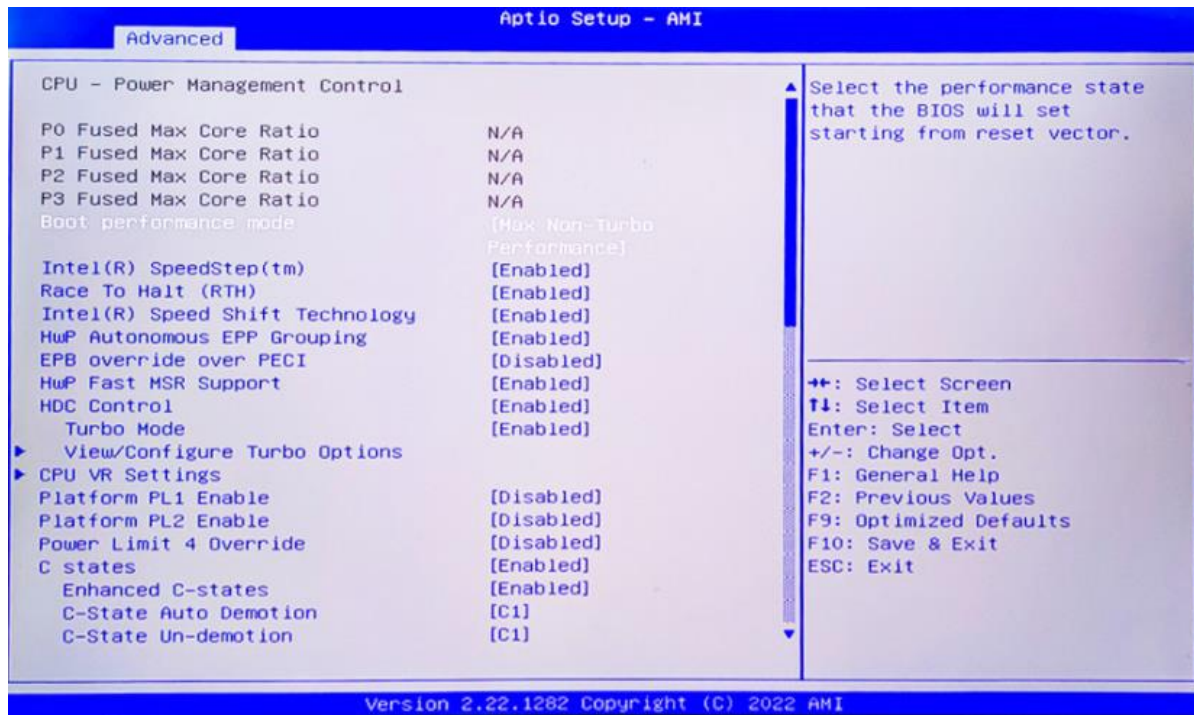 Aptio Setup – AMI
Advanced
CPU – Power Management Control
P0 Fused Max Core Ratio N/A
P1 Fused Max Core Ratio N/A
P2 Fused Max Core Ratio N/A
P3 Fused Max Core Ratio N/A
Boot performance mode [Max Non-Turbo
Performance]
Intel(R) SpeedStep(tm) [Enabled]
Race To Halt (RTH) [Enabled]
Intel(R) Speed Shift Technology [Enabled]
HwP Autonomous EPP Grouping [Enabled]
EPB override over PECI [Disabled]
HwP Fast MSR Support [Enabled]
HDC Control [Enabled]
Turbo Mode [Enabled]
View/Configure Turbo Options
CPU VR Settings
Platform PL1 Enable [Disabled]
Platform PL2 Enable [Disabled]
Power Limit 4 Override [Disabled]
C states [Enabled]
Enhanced C-states [Enabled]
C-State Auto Demotion [C1]
C-State Un-demotion [C1]
Select the performance state
that the BIOS will set
starting from reset vector.
→←: Select Screen
↑↓: Select Item
Enter: Select
+/-: Change Opt.
F1: General Help
F2: Previous Values
F9: Optimized Defaults
F10: Save & Exit
ESC: Exit
Version 2.22.1282 Copyright (C) 2022 AMI